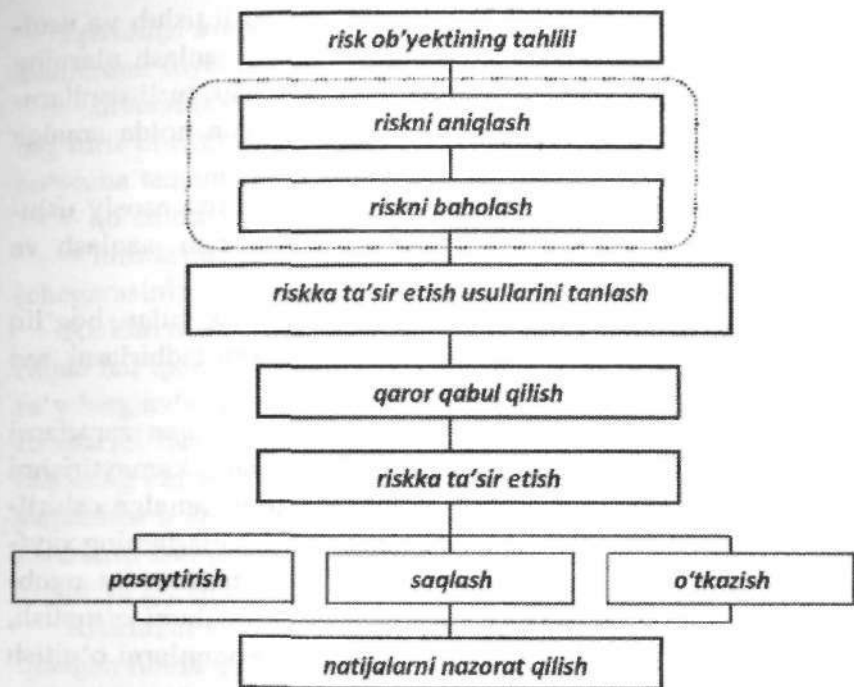 risk ob'yektining tahlili
riskni aniqlash
riskni baholash
riskka ta'sir etish usullarini tanlash
qaror qabul qilish
riskka ta'sir etish
pasaytirish saqlash o'tkazish
natijalarni nazorat qilish